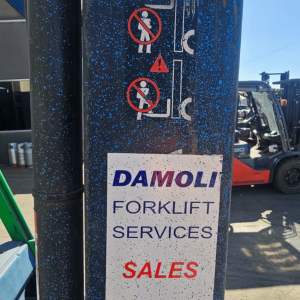 DAMOLI
FORKLIFT
SERVICES
SALES